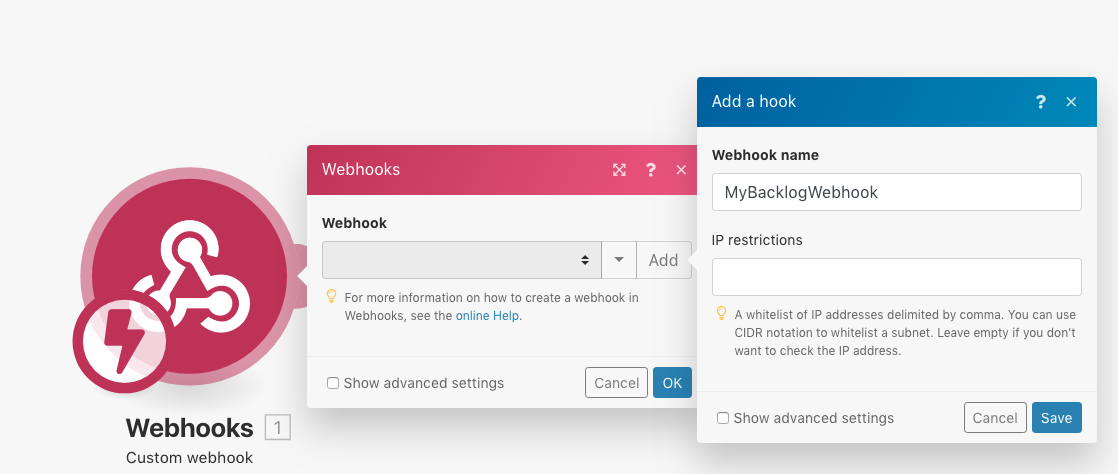 Add a hook
?
×
Webhooks
?
×
Webhook name
MyBacklogWebhook
Webhook
IP restrictions
Add
For more information on how to create a webhook in
Webhooks, see the online Help.
A whitelist of IP addresses delimited by comma. You can use
CIDR notation to whitelist a subnet. Leave empty if you don't
want to check the IP address.
Show advanced settings
Cancel
OK
Show advanced settings
Cancel
Save
Webhooks 1
Custom webhook